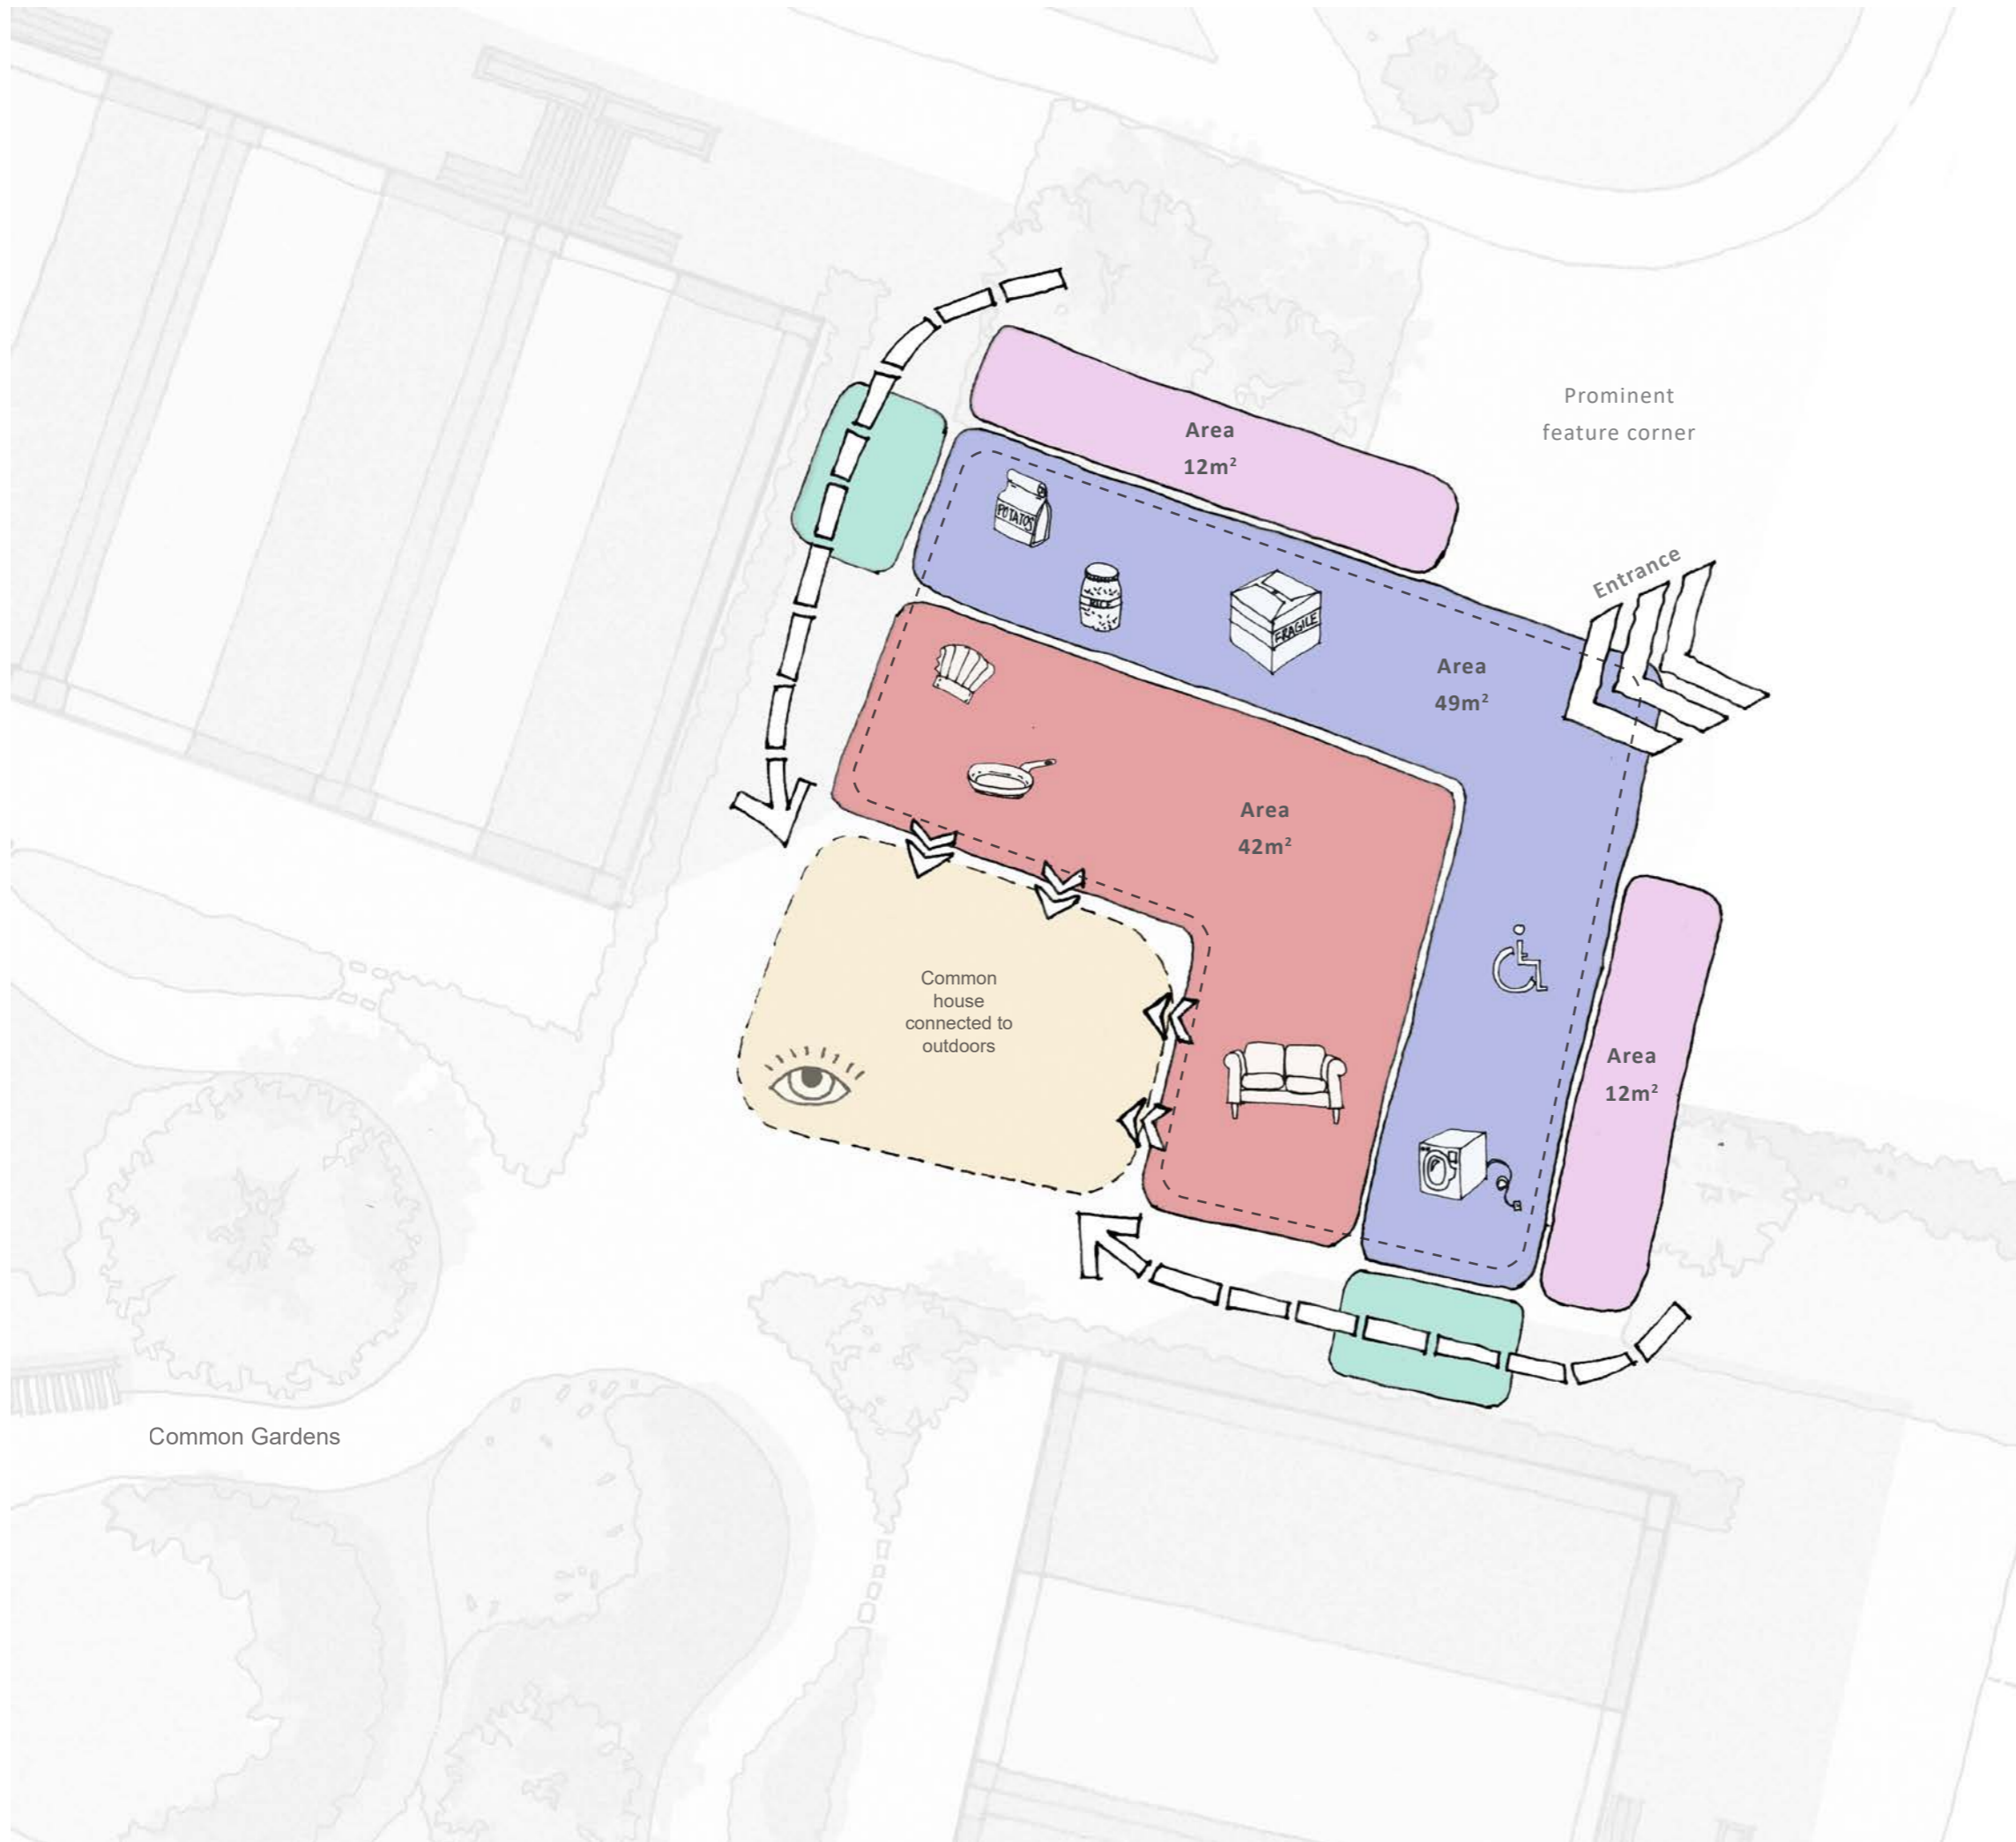 Prominent
feature corner
Area
12m²
POTATOS
Entrance
RICE
FRAGILE
Area
49m²
Area
42m²
Common
house
connected to
outdoors
Area
12m²
Common Gardens